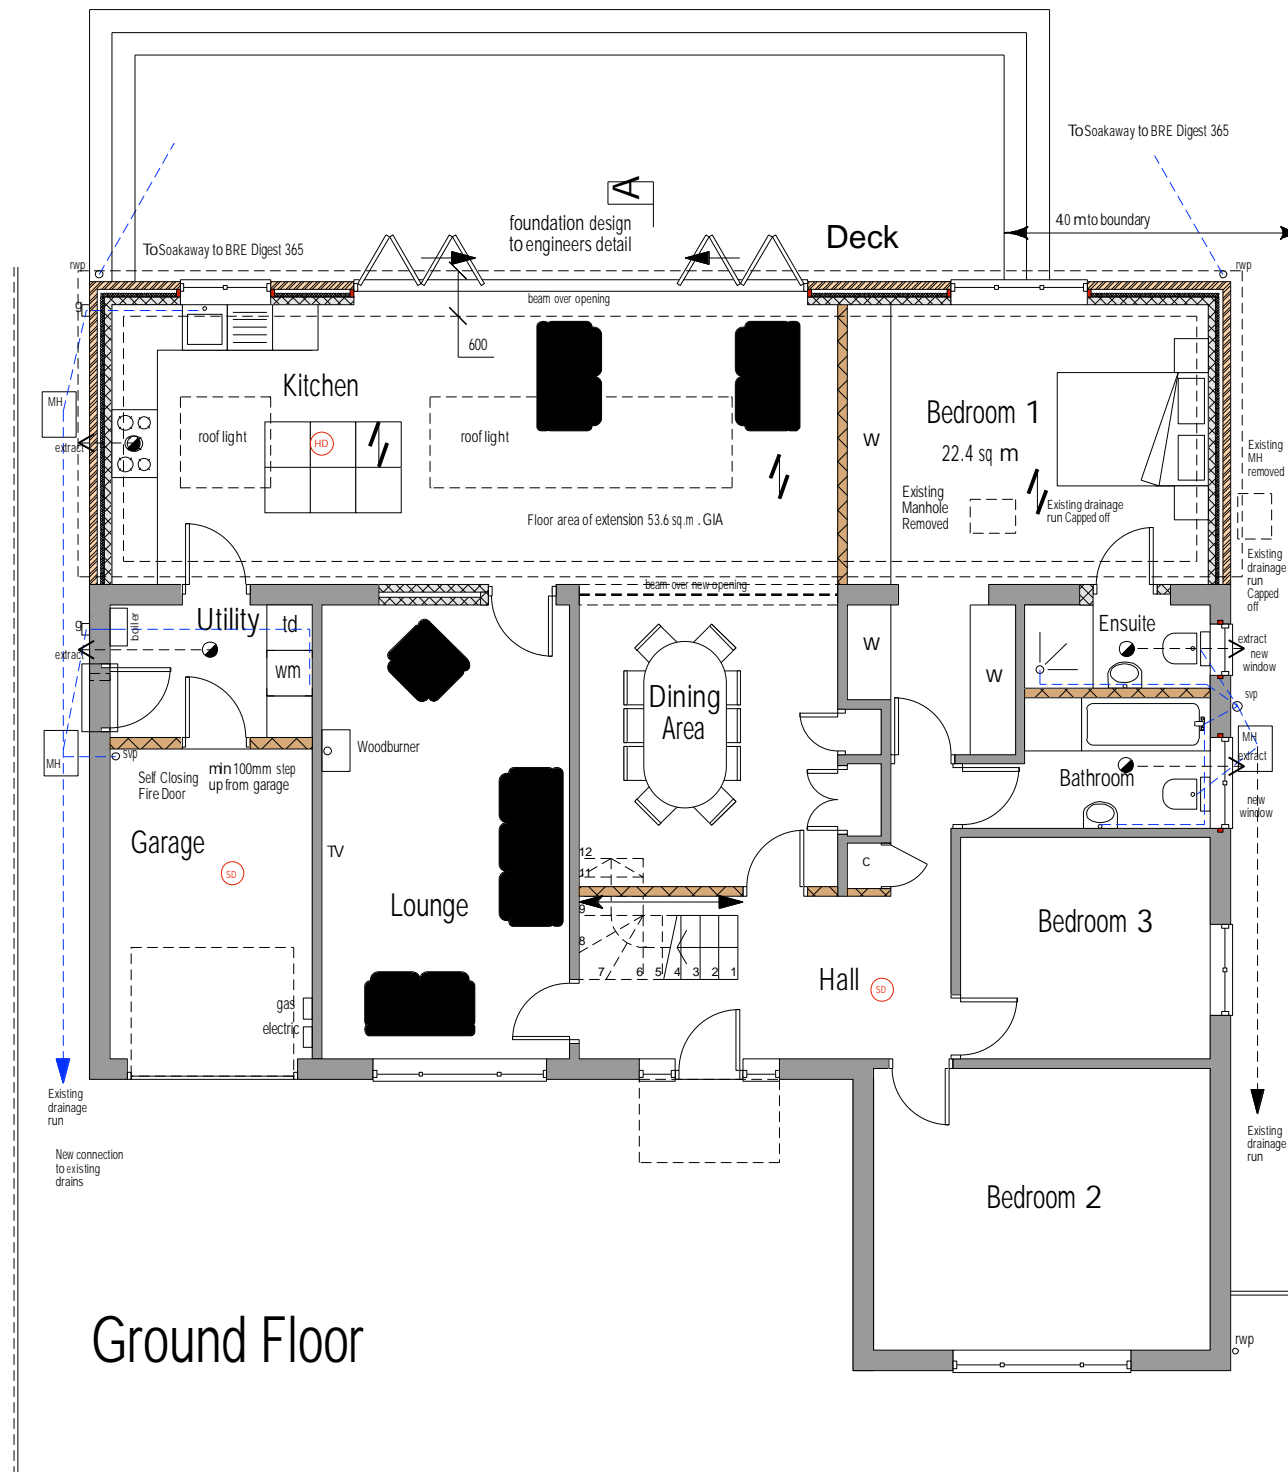 To Soakaway to BRE Digest 365
A
foundation design
to engineers detail
Deck
40 m to boundary
To Soakaway to BRE Digest 365
rwp
rwp
beam over opening
g
600
Kitchen
MH
roof light
HD
roof light
extract
W
Bedroom 1
22.4 sq m
Existing
MH
removed
Existing
Manhole
Removed
Existing drainage
run Capped off
Floor area of extension 53.6 sq.m . GIA
Existing
drainage
run
Capped
off
beam over new opening
g
boiler
Utility
td
wm
extract
Ensuite
extract
new
window
W
W
Dining
Area
svp
MH
svp
Woodburner
MH
extract
Self Closing
Fire Door
min 100mm step
up from garage
Bathroom
new
window
Garage
SD
TV
12
11
C
Lounge
9
8
7
6
5
4
3
2
1
Bedroom 3
Hall
SD
gas
electric
Existing
drainage
run
New connection
to existing
drains
Existing
drainage
run
Bedroom 2
Ground Floor
rwp